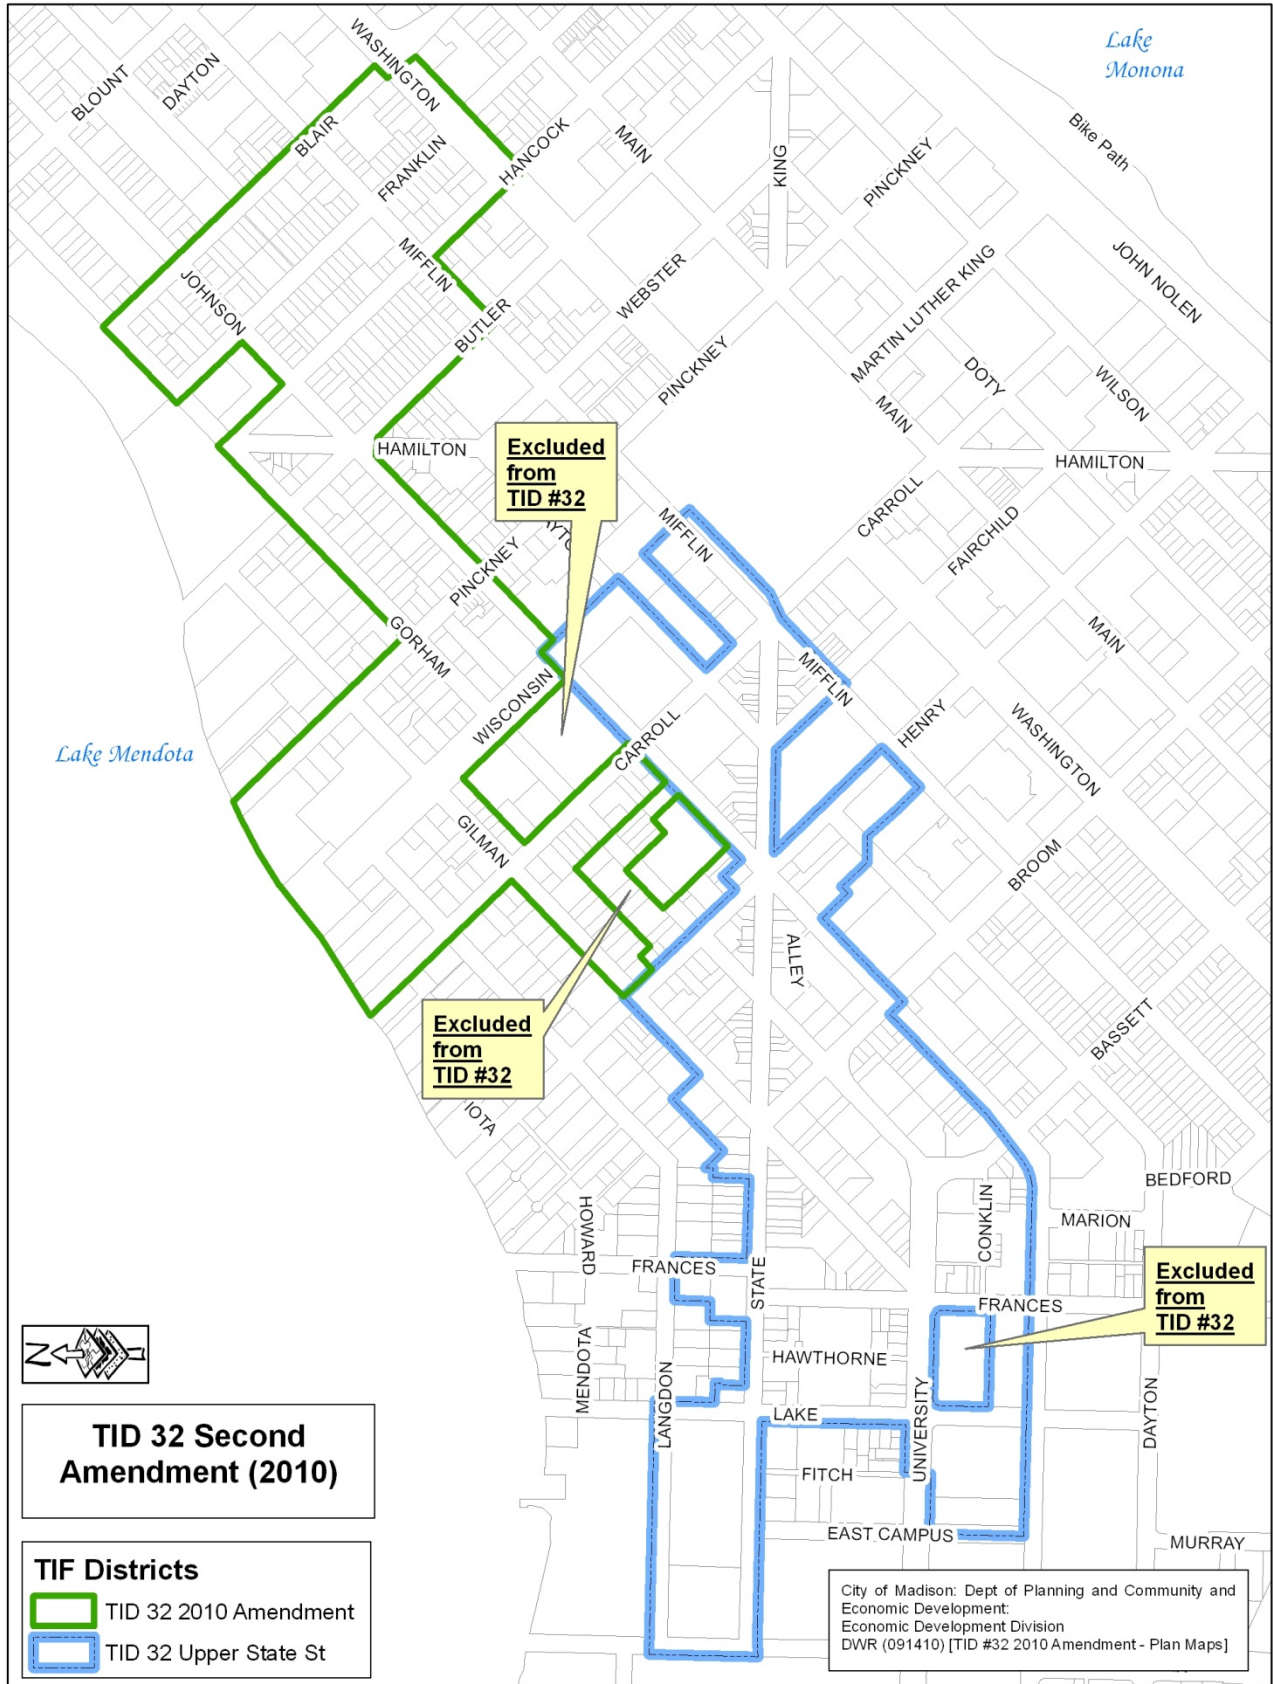 Lake
Monona
WASHINGTON
BLOUNT
DAYTON
BLAIR
FRANKLIN
HANCOCK
MAIN
KING
PINCKNEY
Bike Path
JOHN NOLEN
MIFFLIN
JOHNSON
BUTLER
WEBSTER
PINCKNEY
MARTIN LUTHER KING
DOTY
WILSON
MAIN
HAMILTON
HAMILTON
Excluded
from
TID #32
CARROLL
FAIRCHILD
MIFFLIN
PINCKNEY
GORHAM
WISCONSIN
MIFFLIN
MAIN
Lake Mendota
CARROLL
HENRY
WASHINGTON
GILMAN
BROOM
ALLEY
BASSETT
Excluded
from
TID #32
IOTA
BEDFORD
HOWARD
CONKLIN
MARION
FRANCES
STATE
FRANCES
Excluded
from
TID #32
MENDOTA
LANGDON
HAWTHORNE
UNIVERSITY
DAYTON
LAKE
FITCH
EAST CAMPUS
MURRAY
N
TID 32 Second
Amendment (2010)
TIF Districts
TID 32 2010 Amendment
TID 32 Upper State St
City of Madison: Dept of Planning and Community and
Economic Development:
Economic Development Division
DWR (091410) [TID #32 2010 Amendment - Plan Maps]